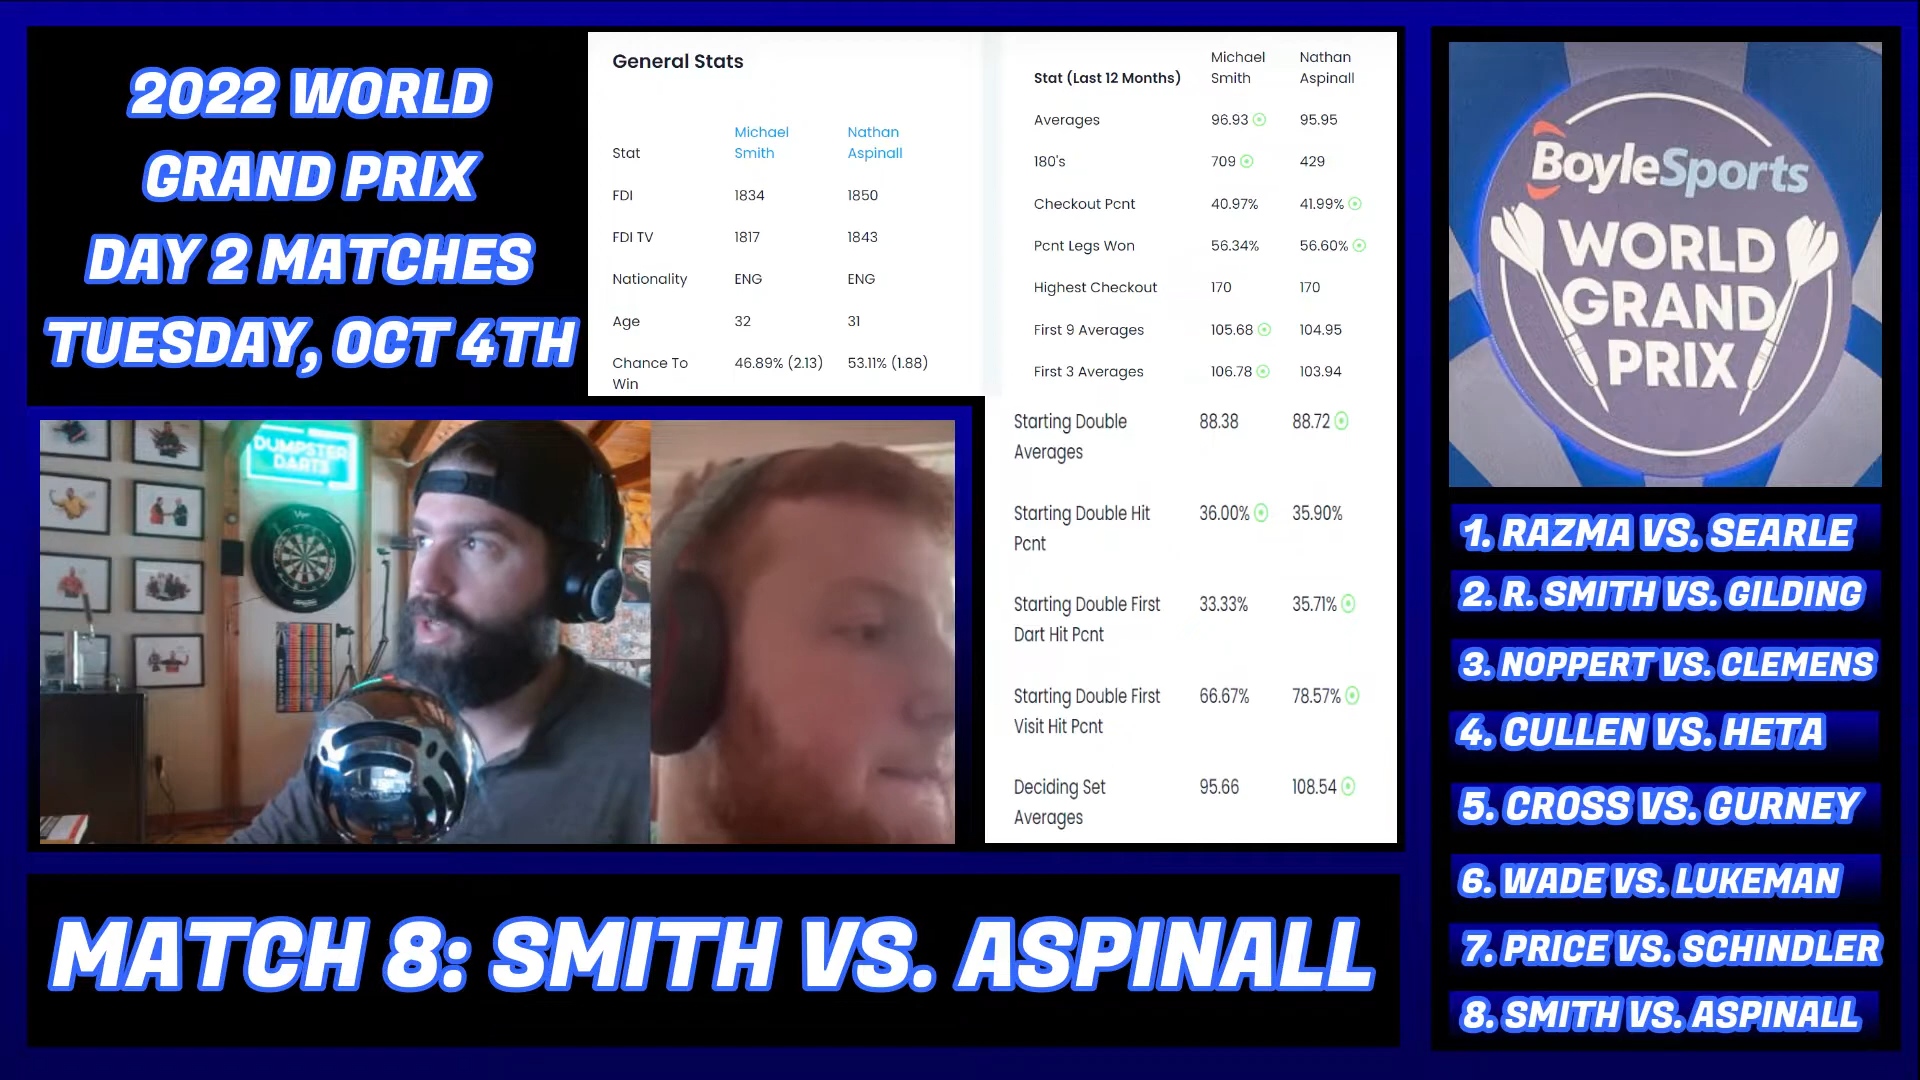 2022 WORLD
GRAND PRIX
DAY 2 MATCHES
TUESDAY, OCT 4TH
General Stats
Stat Michael Smith Nathan Aspinall
FDI 1834 1850
FDI TV 1817 1843
Nationality ENG ENG
Age 32 31
Chance To Win 46.89% (2.13) 53.11% (1.88)
Stat (Last 12 Months) Michael Smith Nathan Aspinall
Averages 96.93 95.95
180's 709 429
Checkout Pcnt 40.97% 41.99%
Pcnt Legs Won 56.34% 56.60%
Highest Checkout 170 170
First 9 Averages 105.68 104.95
First 3 Averages 106.78 103.94
Starting Double Averages 88.38 88.72
Starting Double Hit Pcnt 36.00% 35.90%
Starting Double First Dart Hit Pcnt 33.33% 35.71%
Starting Double First Visit Hit Pcnt 66.67% 78.57%
Deciding Set Averages 95.66 108.54
DUMPSTER
DARTS
BoyleSports
WORLD
GRAND
PRIX
1. RAZMA VS. SEARLE
2. R. SMITH VS. GILDING
3. NOPPERT VS. CLEMENS
4. CULLEN VS. HETA
5. CROSS VS. GURNEY
6. WADE VS. LUKEMAN
7. PRICE VS. SCHINDLER
8. SMITH VS. ASPINALL
MATCH 8: SMITH VS. ASPINALL